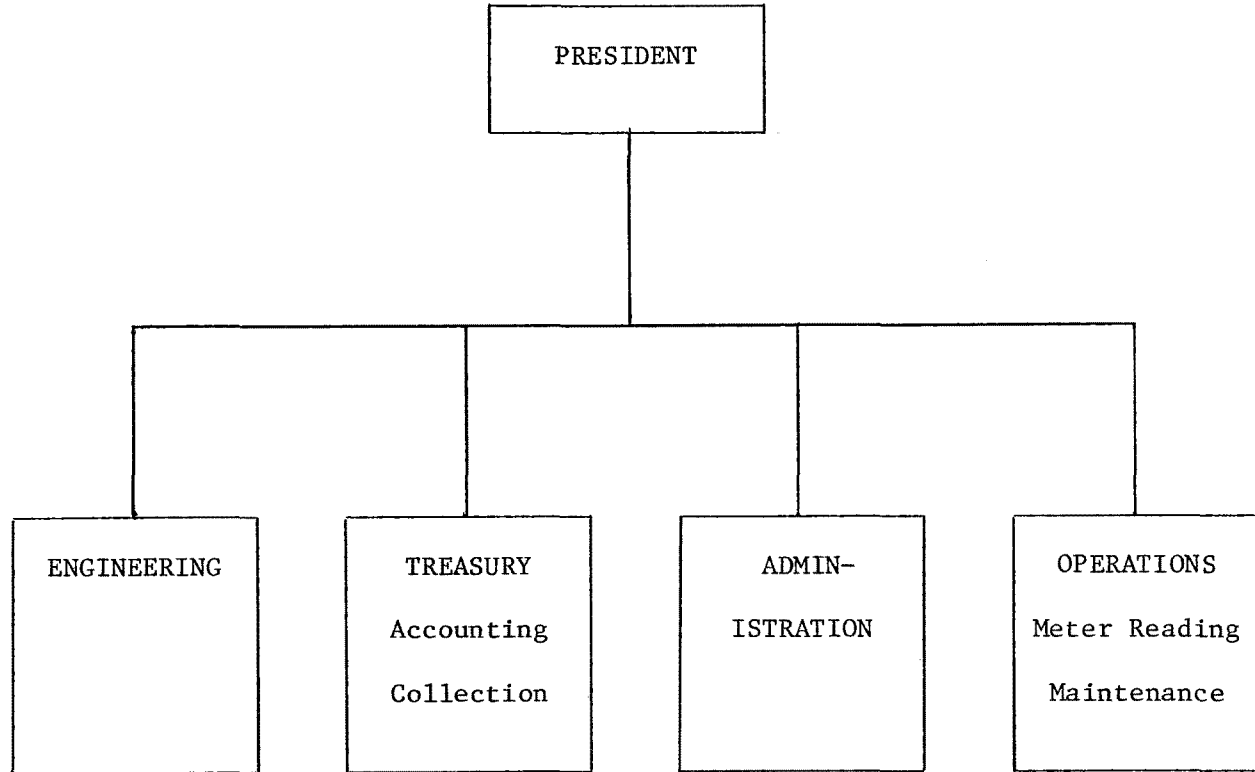 PRESIDENT
ENGINEERING
TREASURY
Accounting
Collection
ADMIN-
ISTRATION
OPERATIONS
Meter Reading
Maintenance